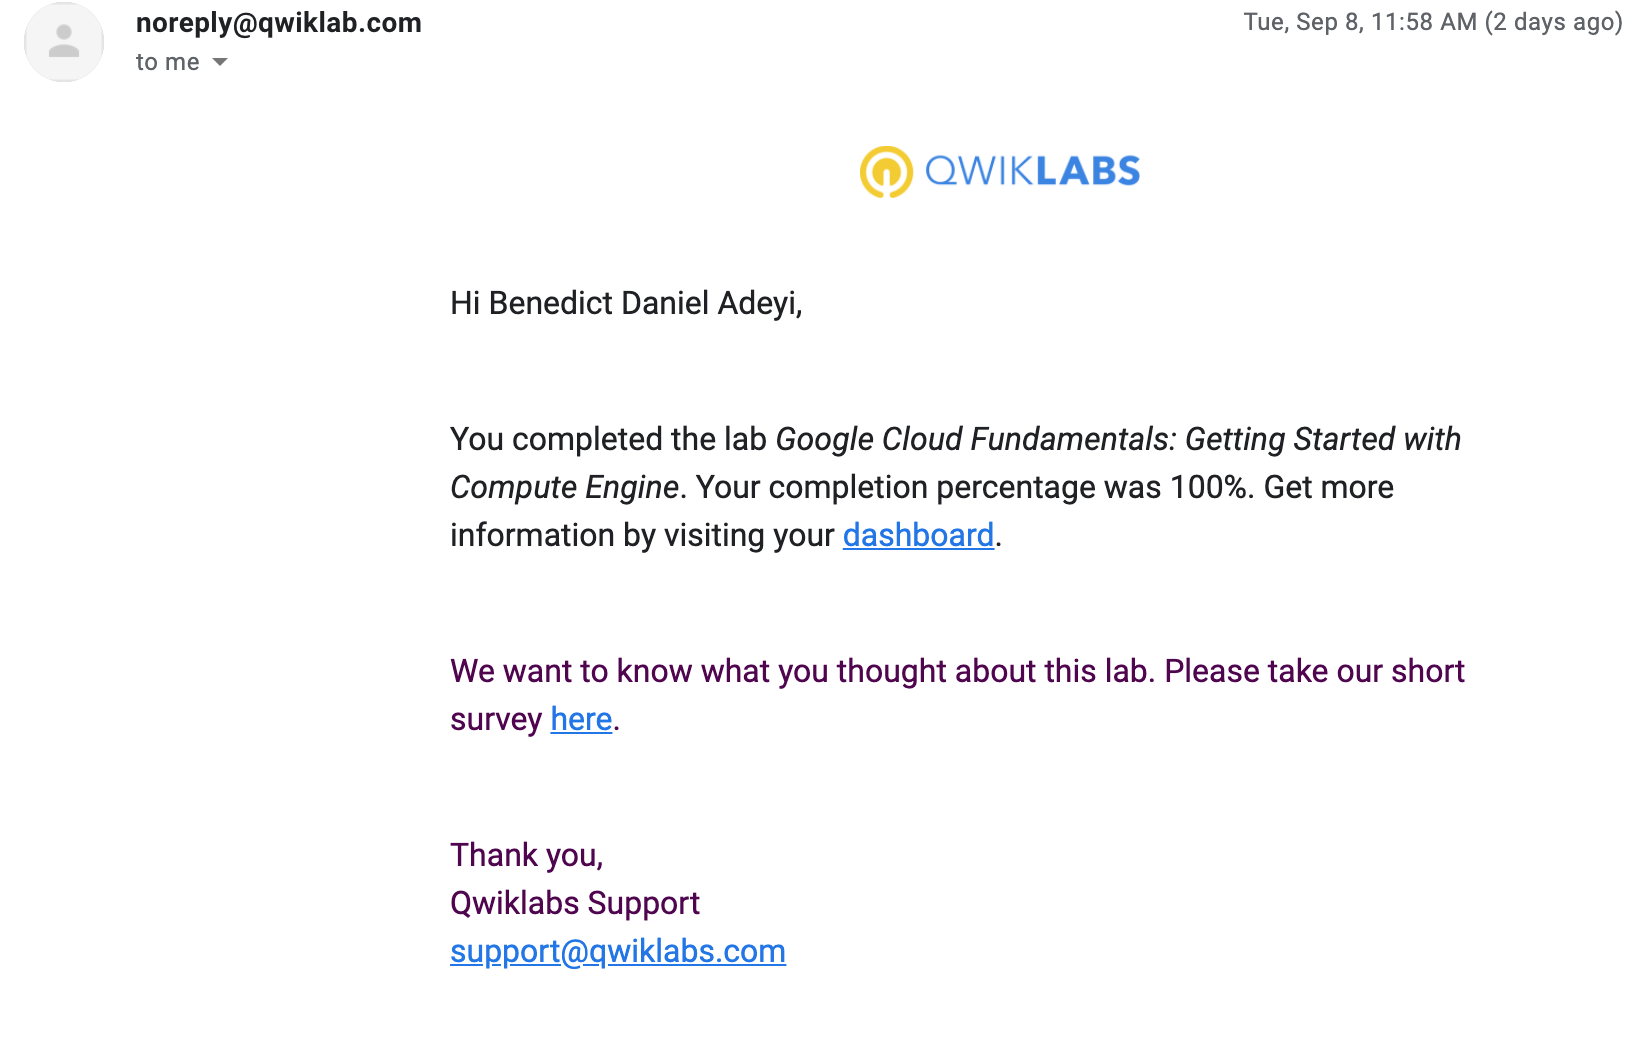 noreply@qwiklab.com
Tue, Sep 8, 11:58 AM (2 days ago)
to me
QWIKLABS
Hi Benedict Daniel Adeyi,
You completed the lab Google Cloud Fundamentals: Getting Started with
Compute Engine. Your completion percentage was 100%. Get more
information by visiting your dashboard.
We want to know what you thought about this lab. Please take our short
survey here.
Thank you,
Qwiklabs Support
support@qwiklabs.com